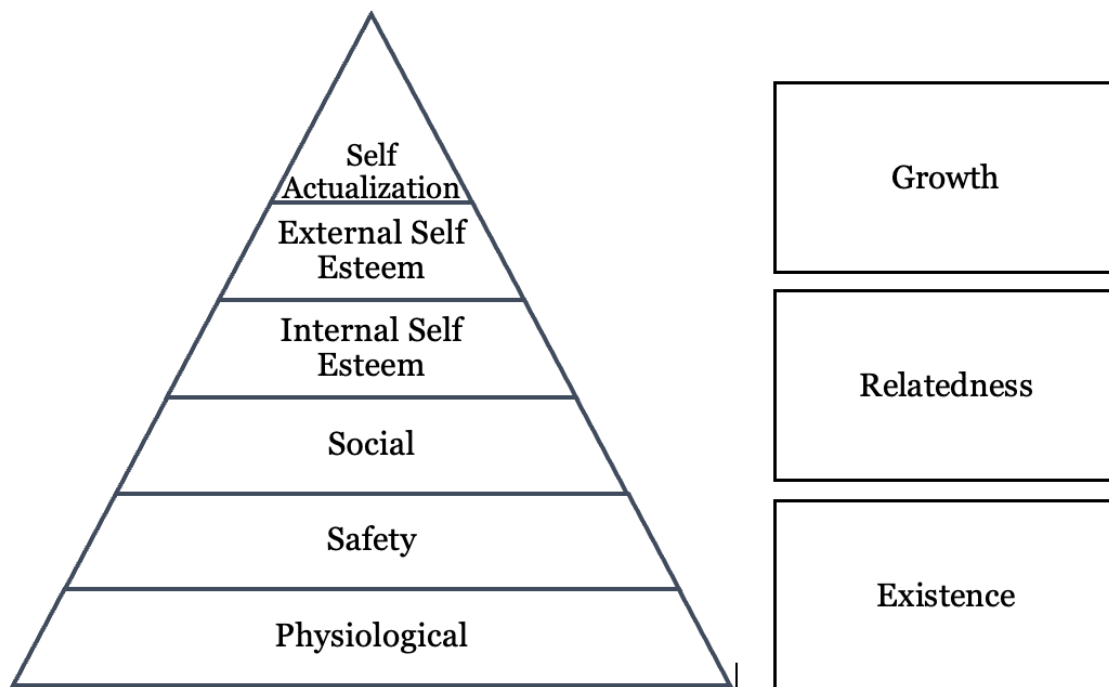 Self
Actualization
External Self
Esteem
Internal Self
Esteem
Social
Safety
Physiological
Growth
Relatedness
Existence